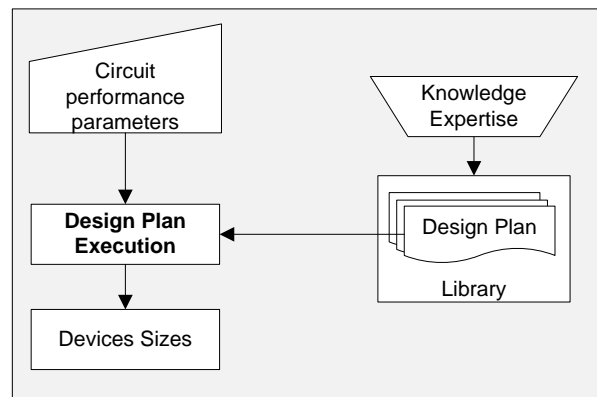 Circuit
performance
parameters
Knowledge
Expertise
Design Plan
Execution
Design Plan
Library
Devices Sizes